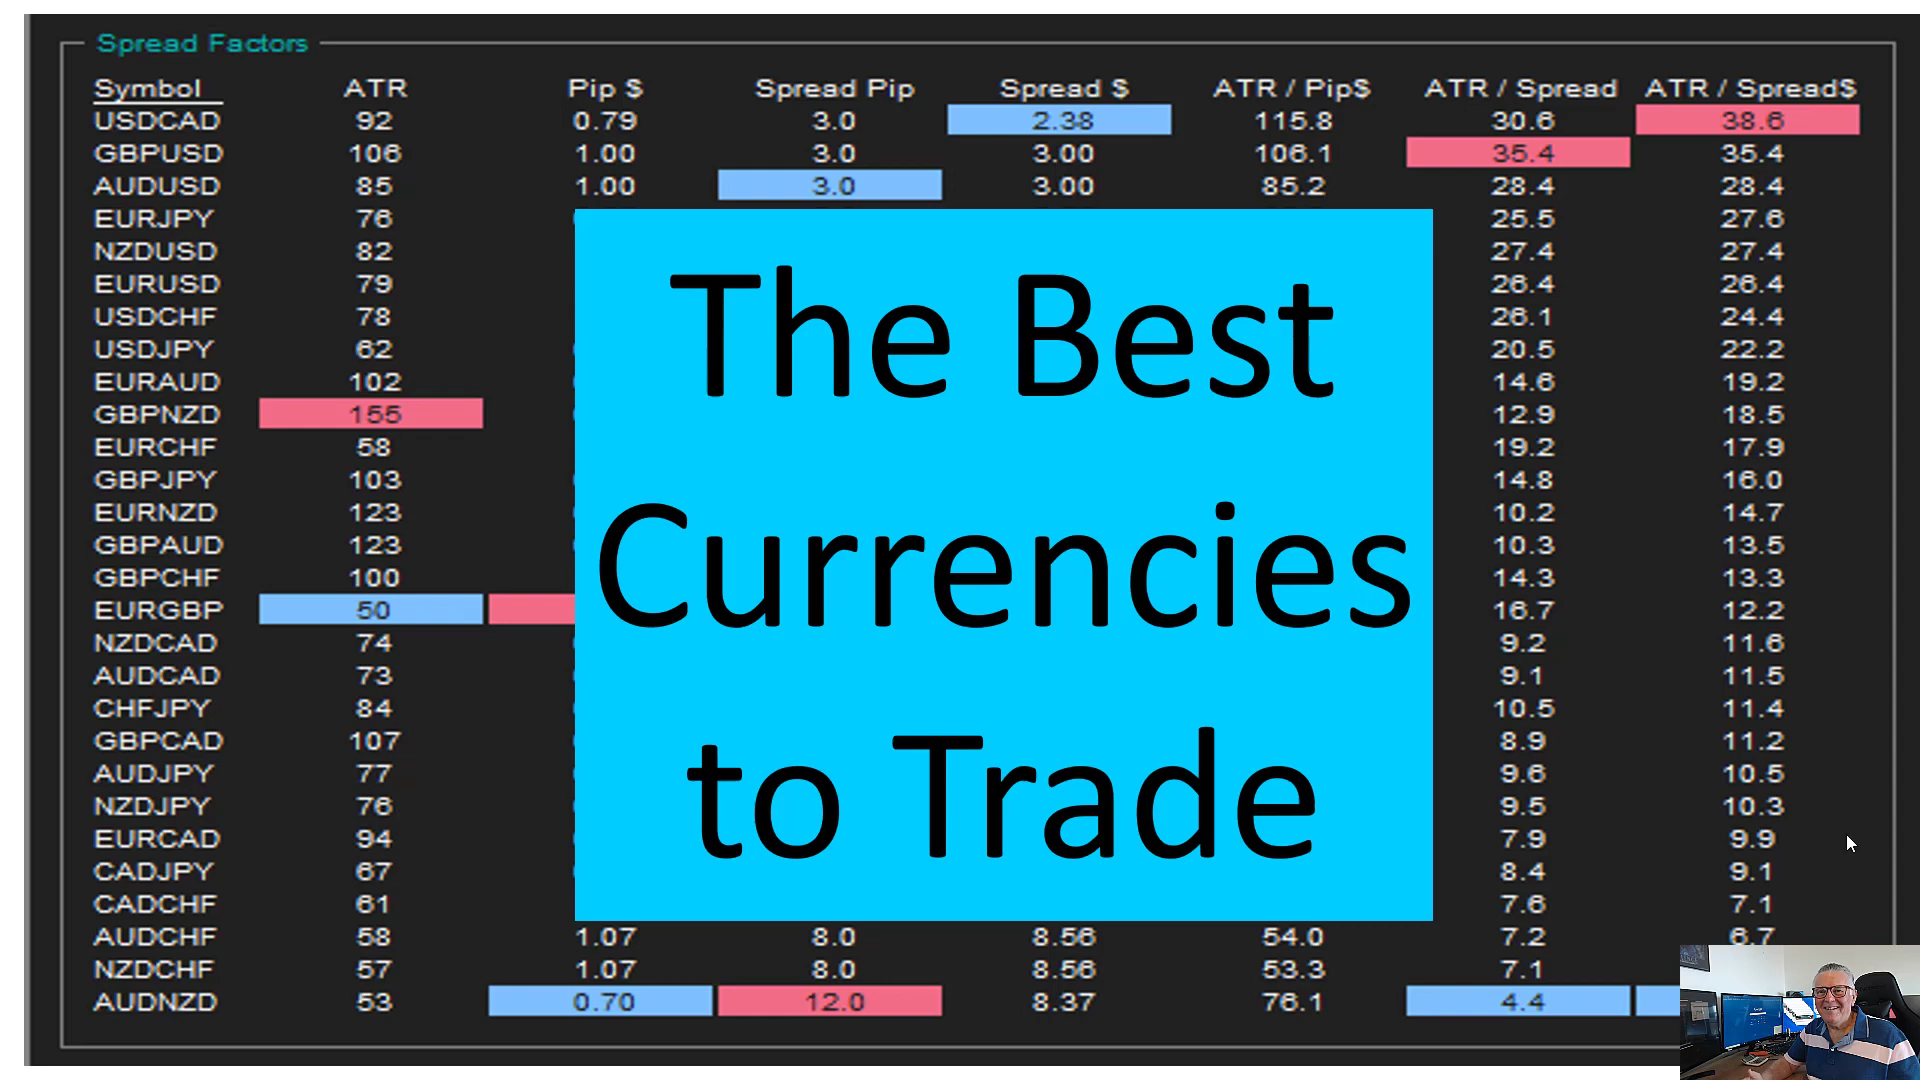 Spread Factors
Symbol ATR Pip $ Spread Pip Spread $ ATR / Pip$ ATR / Spread ATR / Spread$
USDCAD 92 0.79 3.0 2.38 115.8 30.6 38.6
GBPUSD 106 1.00 3.0 3.00 106.1 35.4 35.4
AUDUSD 85 1.00 3.0 3.00 85.2 28.4 28.4
EURJPY 76 25.5 27.6
NZDUSD 82 27.4 27.4
EURUSD 79 26.4 26.4
USDCHF 78 26.1 24.4
USDJPY 62 20.5 22.2
EURAUD 102 14.6 19.2
GBPNZD 155 12.9 18.5
EURCHF 58 19.2 17.9
GBPJPY 103 14.8 16.0
EURNZD 123 10.2 14.7
GBPAUD 123 10.3 13.5
GBPCHF 100 14.3 13.3
EURGBP 50 16.7 12.2
NZDCAD 74 9.2 11.6
AUDCAD 73 9.1 11.5
CHFJPY 84 10.5 11.4
GBPCAD 107 8.9 11.2
AUDJPY 77 9.6 10.5
NZDJPY 76 9.5 10.3
EURCAD 94 7.9 9.9
CADJPY 67 8.4 9.1
CADCHF 61 7.6 7.1
AUDCHF 58 1.07 8.0 8.56 54.0 7.2 6.7
NZDCHF 57 1.07 8.0 8.56 53.3 7.1
AUDNZD 53 0.70 12.0 8.37 76.1 4.4
The Best
Currencies
to Trade